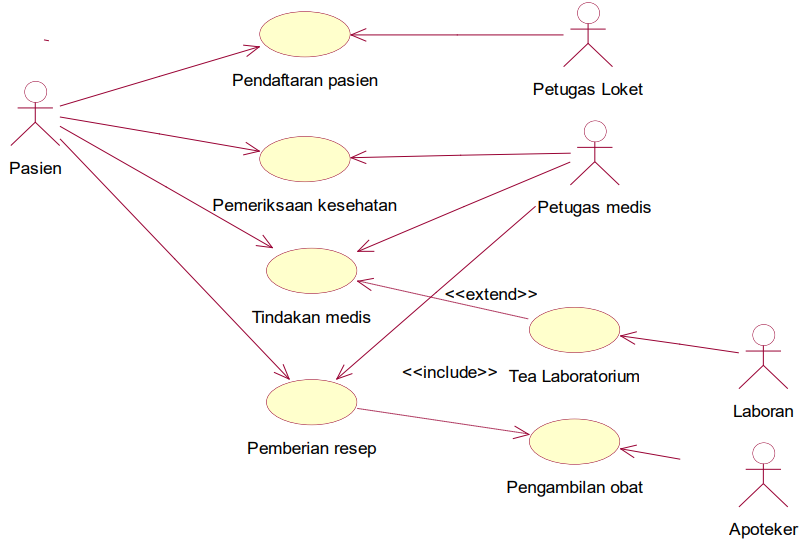 Pendaftaran pasien
Petugas Loket
Pasien
Pemeriksaan kesehatan
Petugas medis
Tindakan medis
<<extend>>
Tea Laboratorium
<<include>>
Laboran
Pemberian resep
Pengambilan obat
Apoteker